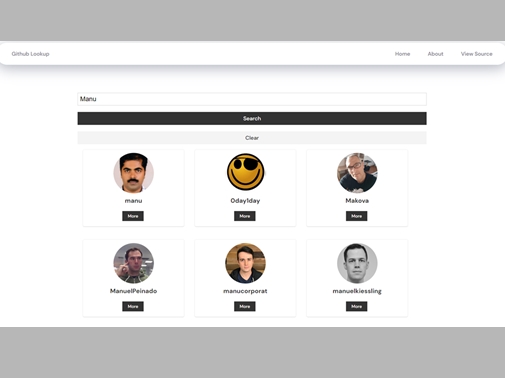 Github Lookup Home About View Source
Manu
Search
Clear
manu 0day1day Makova
More More More
ManuelPeinado manucorporat manuelkiessling
More More More